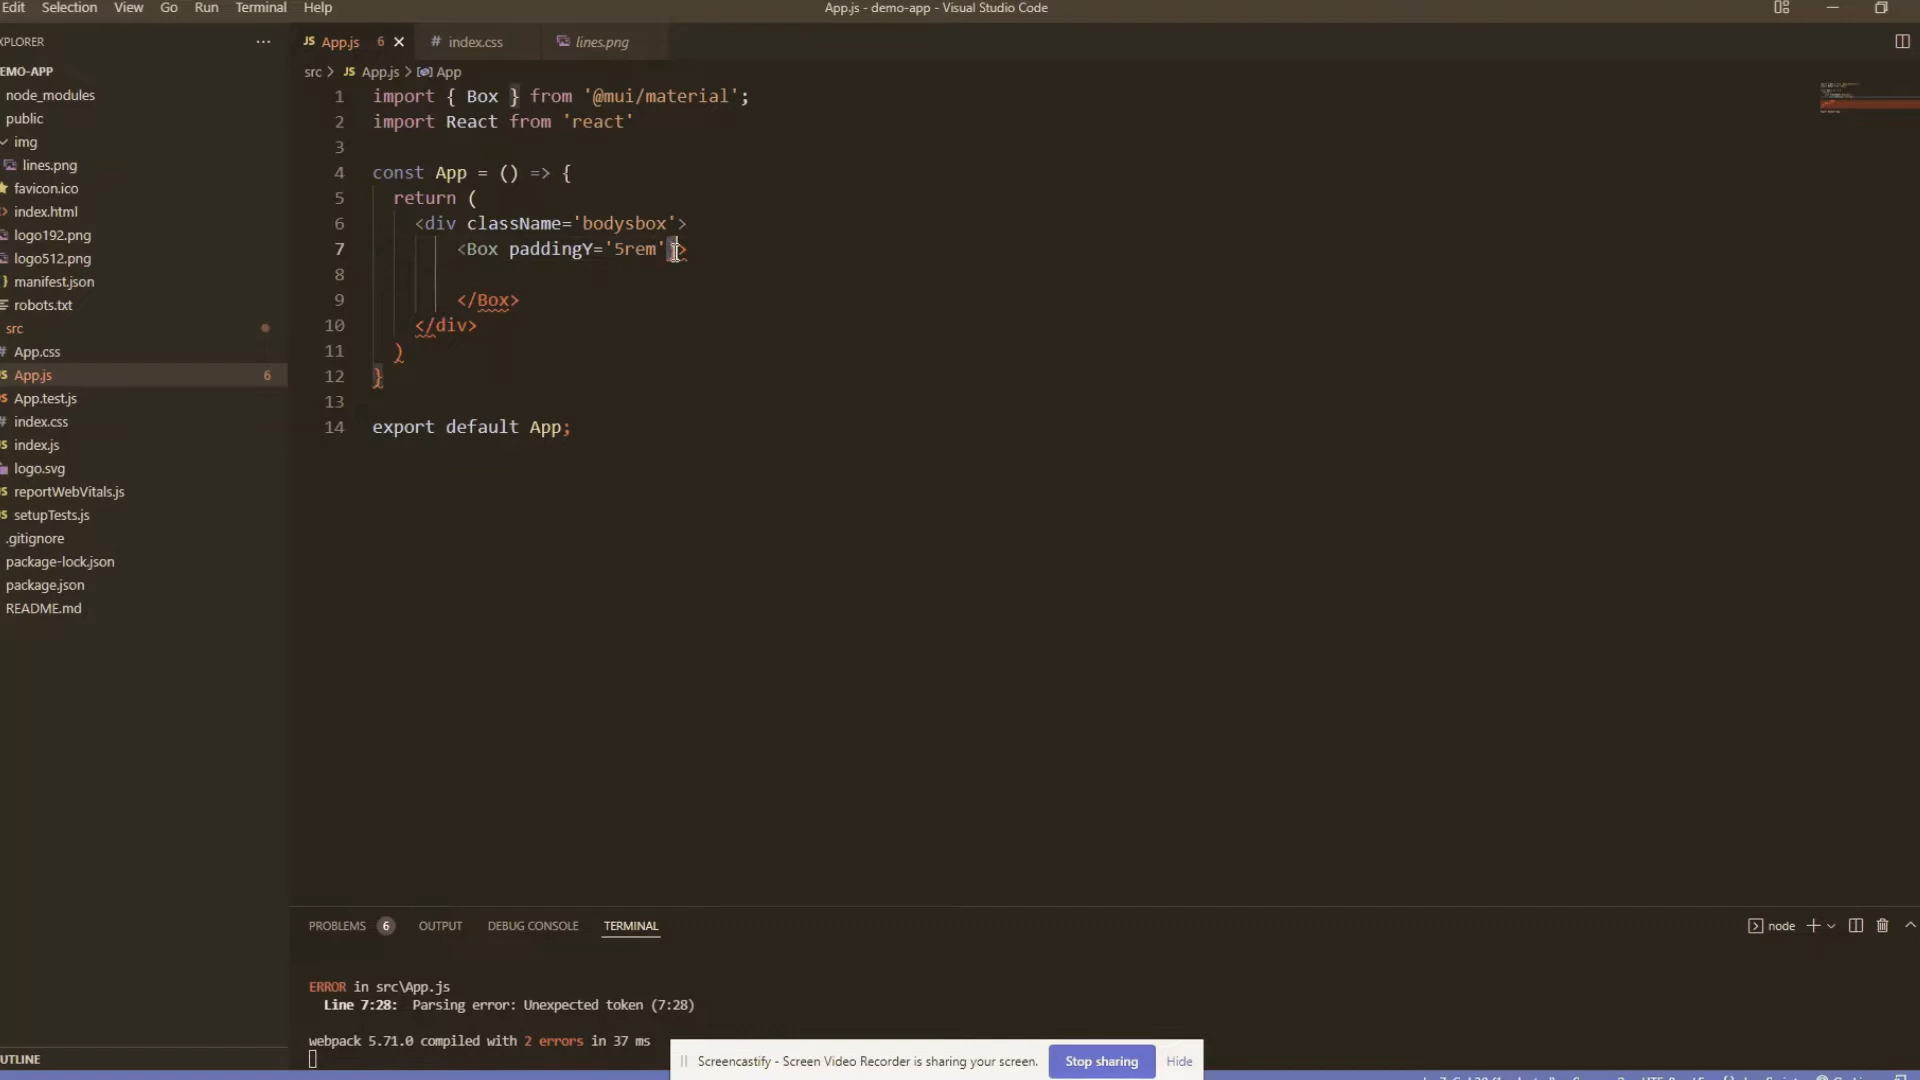 Edit Selection View Go Run Terminal Help
App.js - demo-app - Visual Studio Code
XPLORER ···
JS App.js 6
# index.css
lines.png
src > JS App.js > App
EMO-APP
node_modules
public
img
lines.png
favicon.ico
index.html
logo192.png
logo512.png
manifest.json
robots.txt
src
App.css
App.js 6
App.test.js
index.css
index.js
logo.svg
reportWebVitals.js
setupTests.js
.gitignore
package-lock.json
package.json
README.md
UTLINE
1 import { Box } from '@mui/material';
2 import React from 'react'
3
4 const App = () => {
5 return (
6 <div className='bodysbox'>
7 <Box paddingY='5rem'}>
8
9 </Box>
10 </div>
11 )
12 }
13
14 export default App;
PROBLEMS 6 OUTPUT DEBUG CONSOLE TERMINAL
node
ERROR in src\App.js
Line 7:28: Parsing error: Unexpected token (7:28)
webpack 5.71.0 compiled with 2 errors in 37 ms
Screencastify - Screen Video Recorder is sharing your screen. Stop sharing Hide